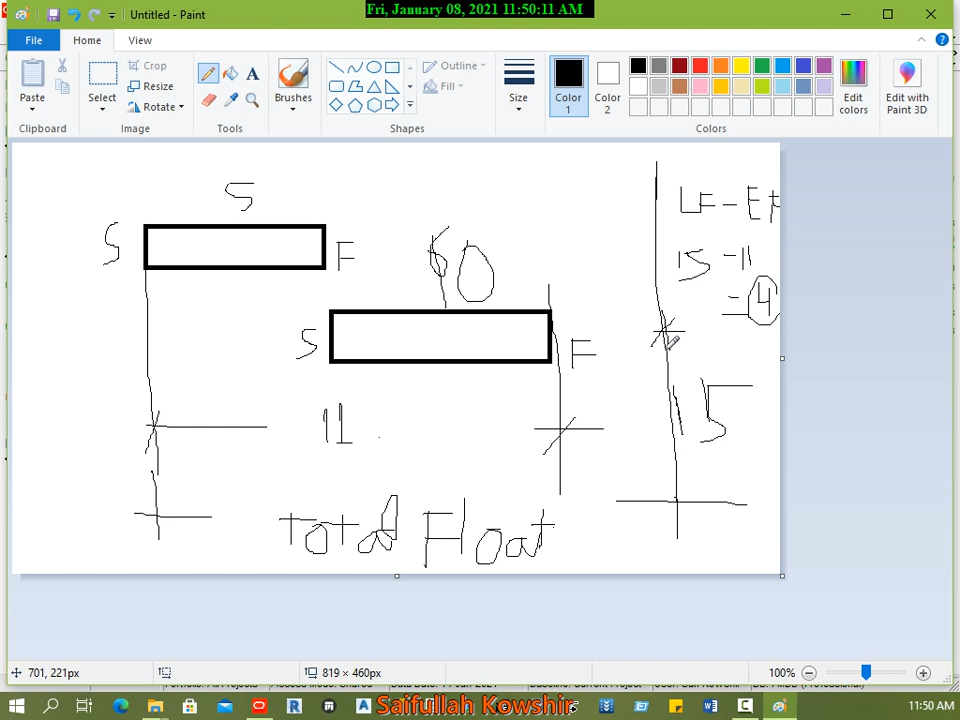 Untitled - Paint
Fri, January 08, 2021 11:50:11 AM
File Home View
Paste
Select
Crop
Resize
Rotate
Brushes
Outline
Fill
Size
Color 1
Color 2
Edit colors
Edit with Paint 3D
Clipboard Image Tools Shapes Colors
5
S F
6
S F
LF - EF
15 - 11
= 4
11
15
Total Float
701, 221px
819 × 460px
100%
Saifullah Kowshir
11:50 AM